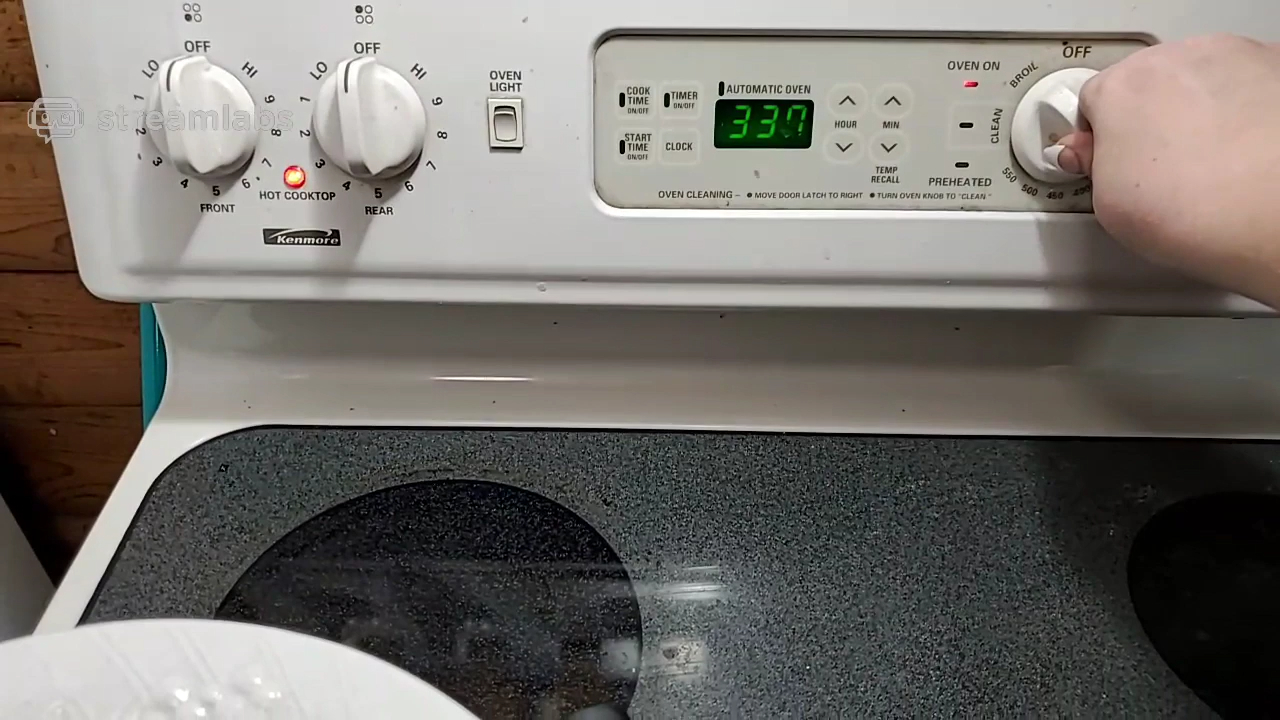 OFF
LO
HI
1
2
3
4
5
6
7
8
9
FRONT
HOT COOKTOP
OFF
LO
HI
1
2
3
4
5
6
7
8
9
REAR
Kenmore
OVEN
LIGHT
COOK
TIME
ON/OFF
TIMER
ON/OFF
START
TIME
ON/OFF
CLOCK
AUTOMATIC OVEN
337
HOUR
MIN
TEMP
RECALL
OVEN ON
CLEAN
PREHEATED
OVEN CLEANING – ● MOVE DOOR LATCH TO RIGHT ● TURN OVEN KNOB TO "CLEAN"
OFF
BROIL
550
500
450
streamlabs